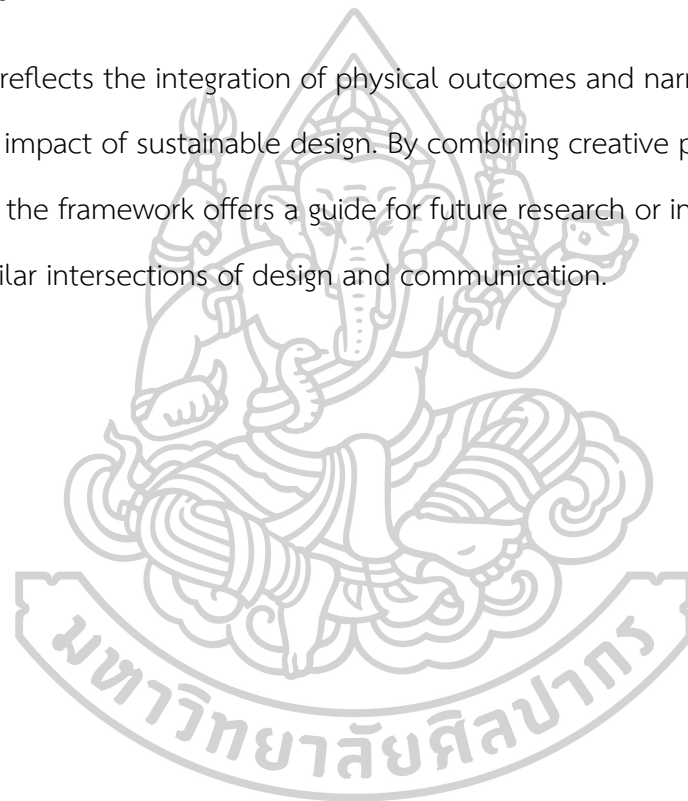 reflects the integration of physical outcomes and narr
impact of sustainable design. By combining creative p
the framework offers a guide for future research or in
ilar intersections of design and communication.
มหาวิทยาลัยศิลปากร